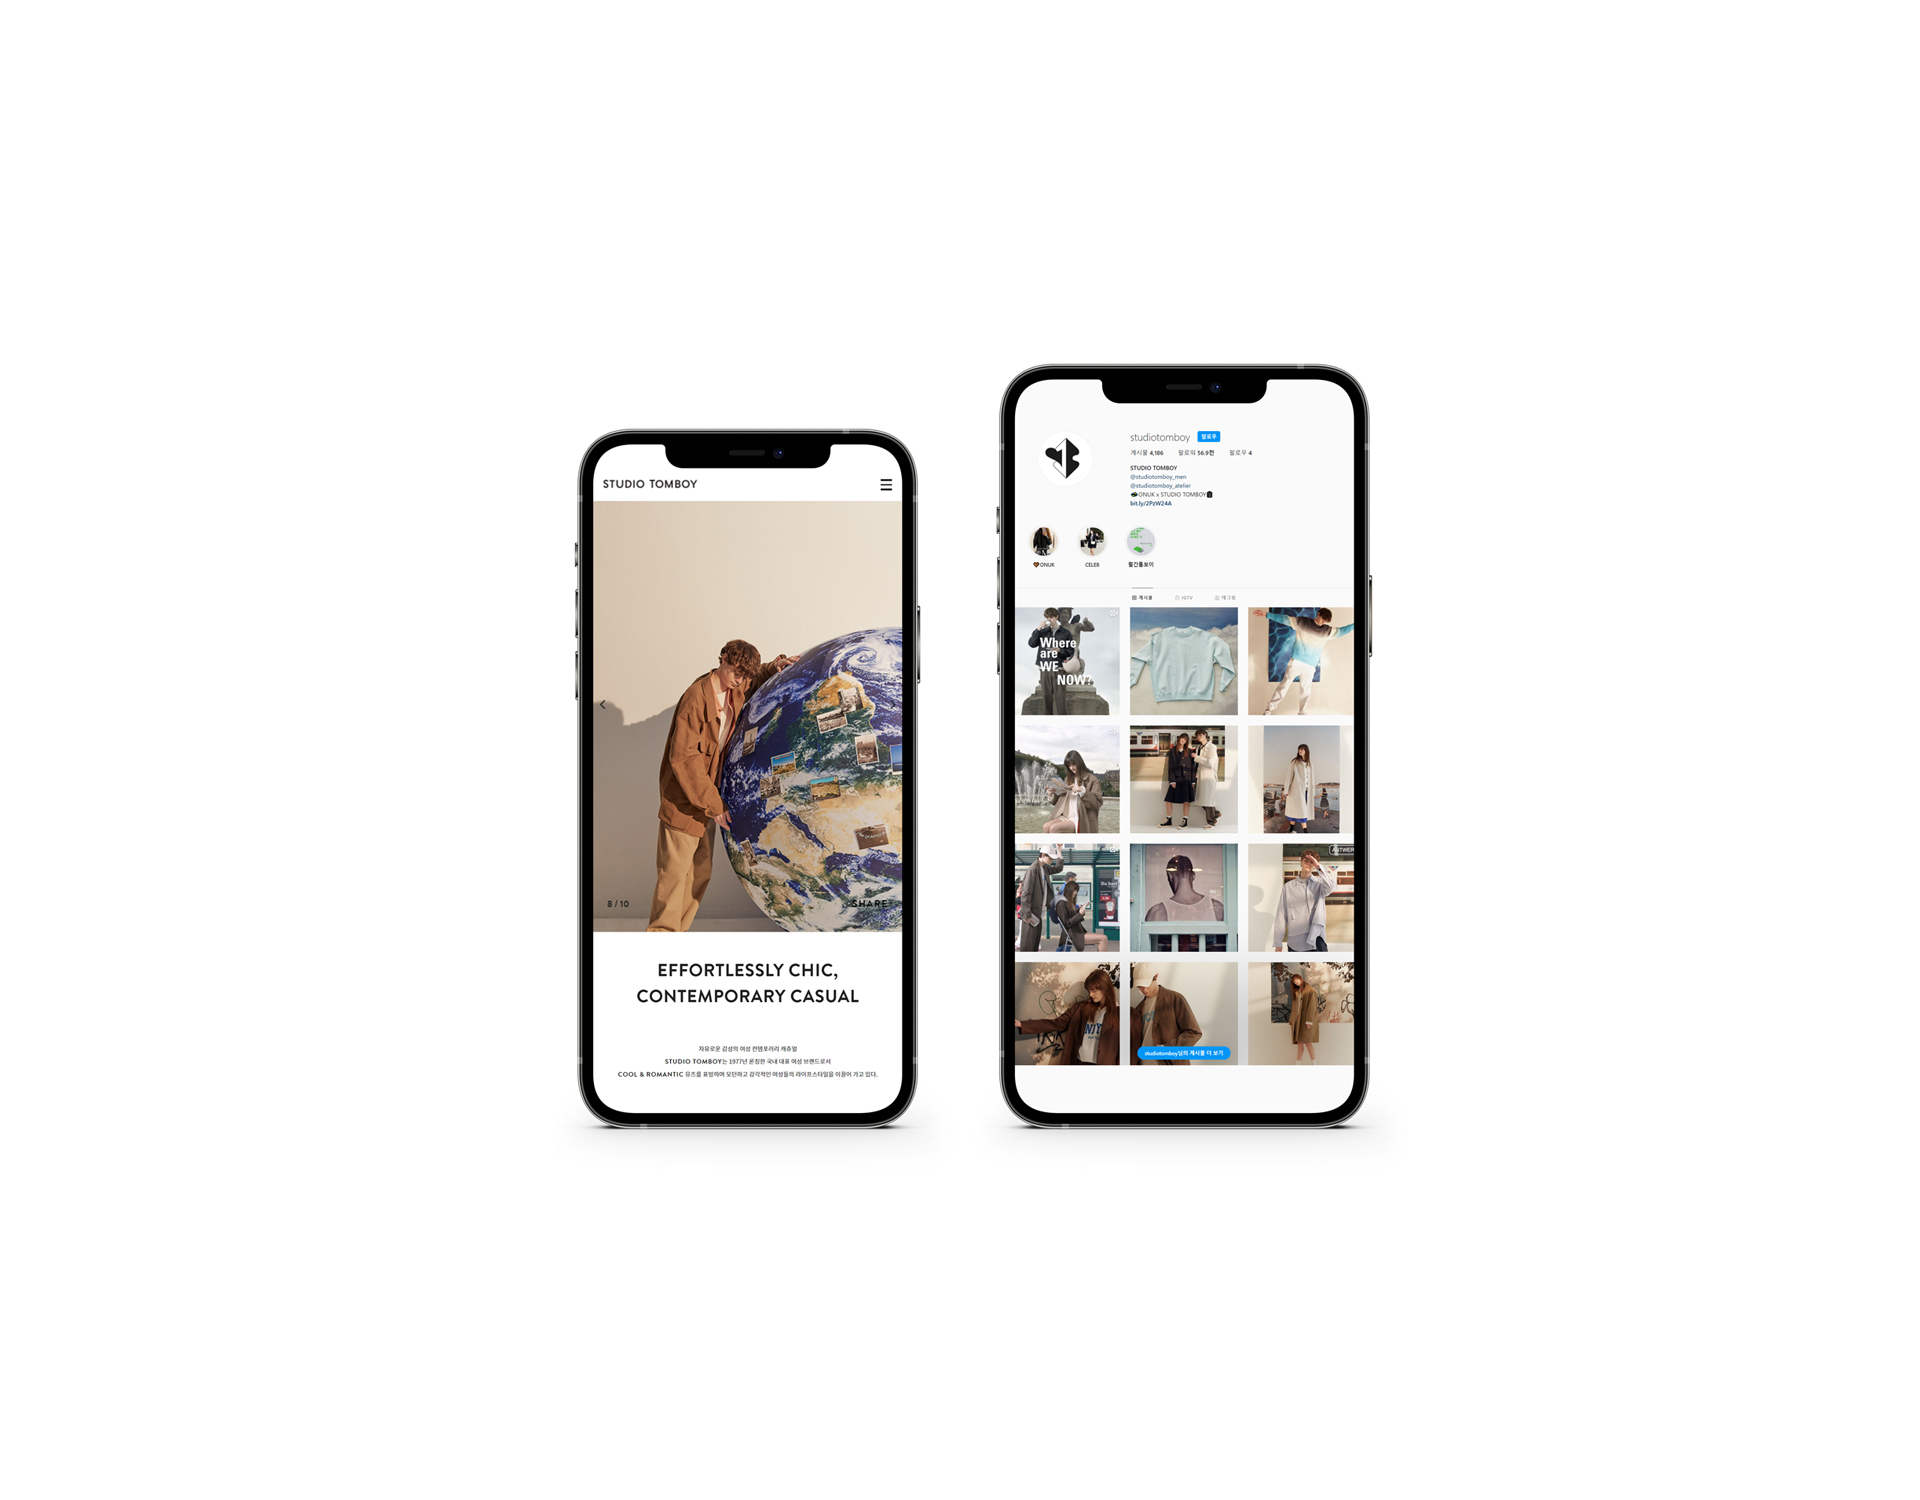 STUDIO TOMBOY
8 / 10
SHARE
EFFORTLESSLY CHIC,
CONTEMPORARY CASUAL
자유로운 감성의 여성 컨템포러리 캐쥬얼
STUDIO TOMBOY는 1977년 론칭한 국내 대표 여성 브랜드로서
COOL & ROMANTIC 뮤즈를 표방하며 모던하고 감각적인 여성들의 라이프스타일을 이끌어 가고 있다.
studiotomboy 팔로우
게시물 4,186 팔로워 56.9천 팔로우 4
STUDIO TOMBOY
@studiotomboy_men
@studiotomboy_atelier
ONUK x STUDIO TOMBOY
bit.ly/2PzW24A
ONUK CELEB 월간톰보이
게시물 IGTV 태그됨
Where
are
WE
NOW?
ANTWER
studiotomboy님의 게시물 더 보기